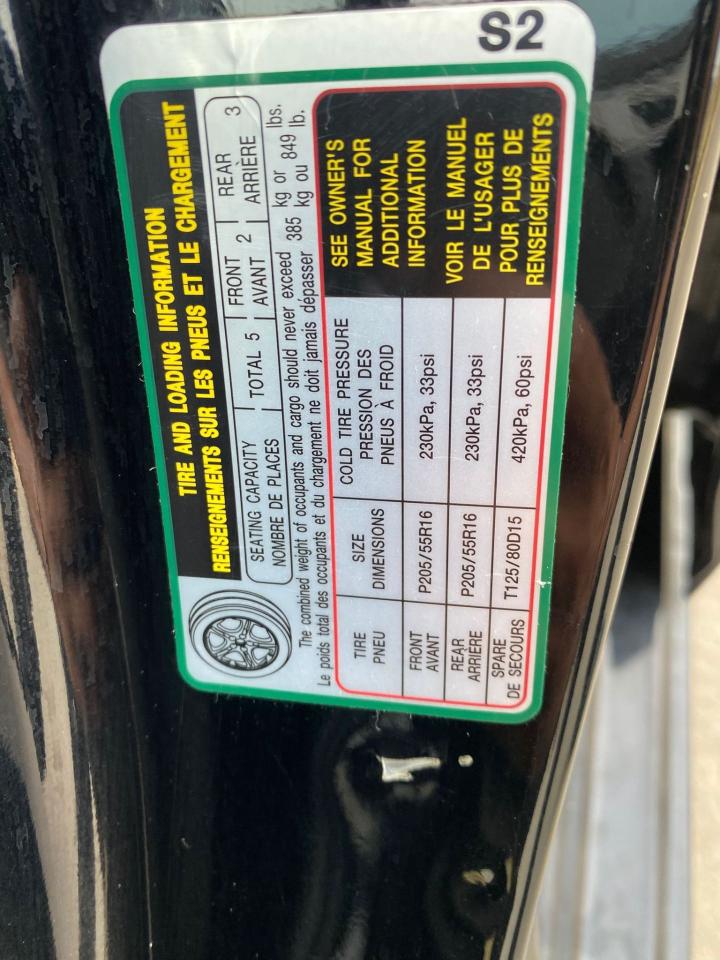 S2
TIRE AND LOADING INFORMATION
RENSEIGNEMENTS SUR LES PNEUS ET LE CHARGEMENT
SEATING CAPACITY TOTAL 5 FRONT 2 REAR 3
NOMBRE DE PLACES AVANT ARRIÈRE
The combined weight of occupants and cargo should never exceed 385 kg or 849 lbs.
Le poids total des occupants et du chargement ne doit jamais dépasser kg ou lb.
TIRE SIZE COLD TIRE PRESSURE
PNEU DIMENSIONS PRESSION DES
PNEUS À FROID
FRONT P205/55R16 230kPa, 33psi
AVANT
REAR P205/55R16 230kPa, 33psi
ARRIÈRE
SPARE T125/80D15 420kPa, 60psi
DE SECOURS
SEE OWNER'S
MANUAL FOR
ADDITIONAL
INFORMATION
VOIR LE MANUEL
DE L'USAGER
POUR PLUS DE
RENSEIGNEMENTS